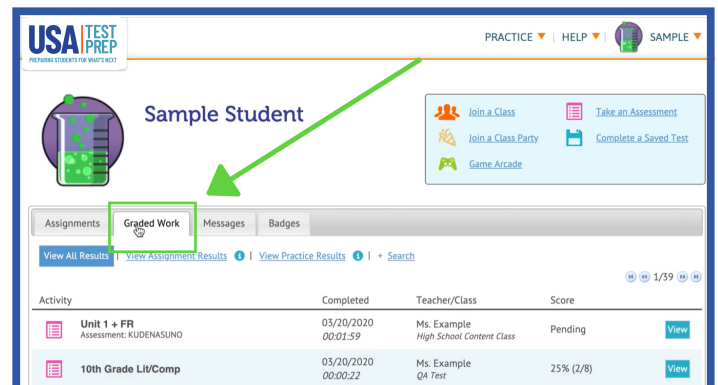 USA TEST PREP
PREPARING STUDENTS FOR WHAT'S NEXT
PRACTICE | HELP | SAMPLE
Sample Student
Join a Class
Take an Assessment
Join a Class Party
Complete a Saved Test
Game Arcade
Assignments Graded Work Messages Badges
View All Results | View Assignment Results | View Practice Results | + Search
1/39
Activity Completed Teacher/Class Score
Unit 1 + FR 03/20/2020 Ms. Example Pending View
Assessment: KUDENASUNO 00:01:59 High School Content Class
10th Grade Lit/Comp 03/20/2020 Ms. Example 25% (2/8) View
00:00:22 QA Test